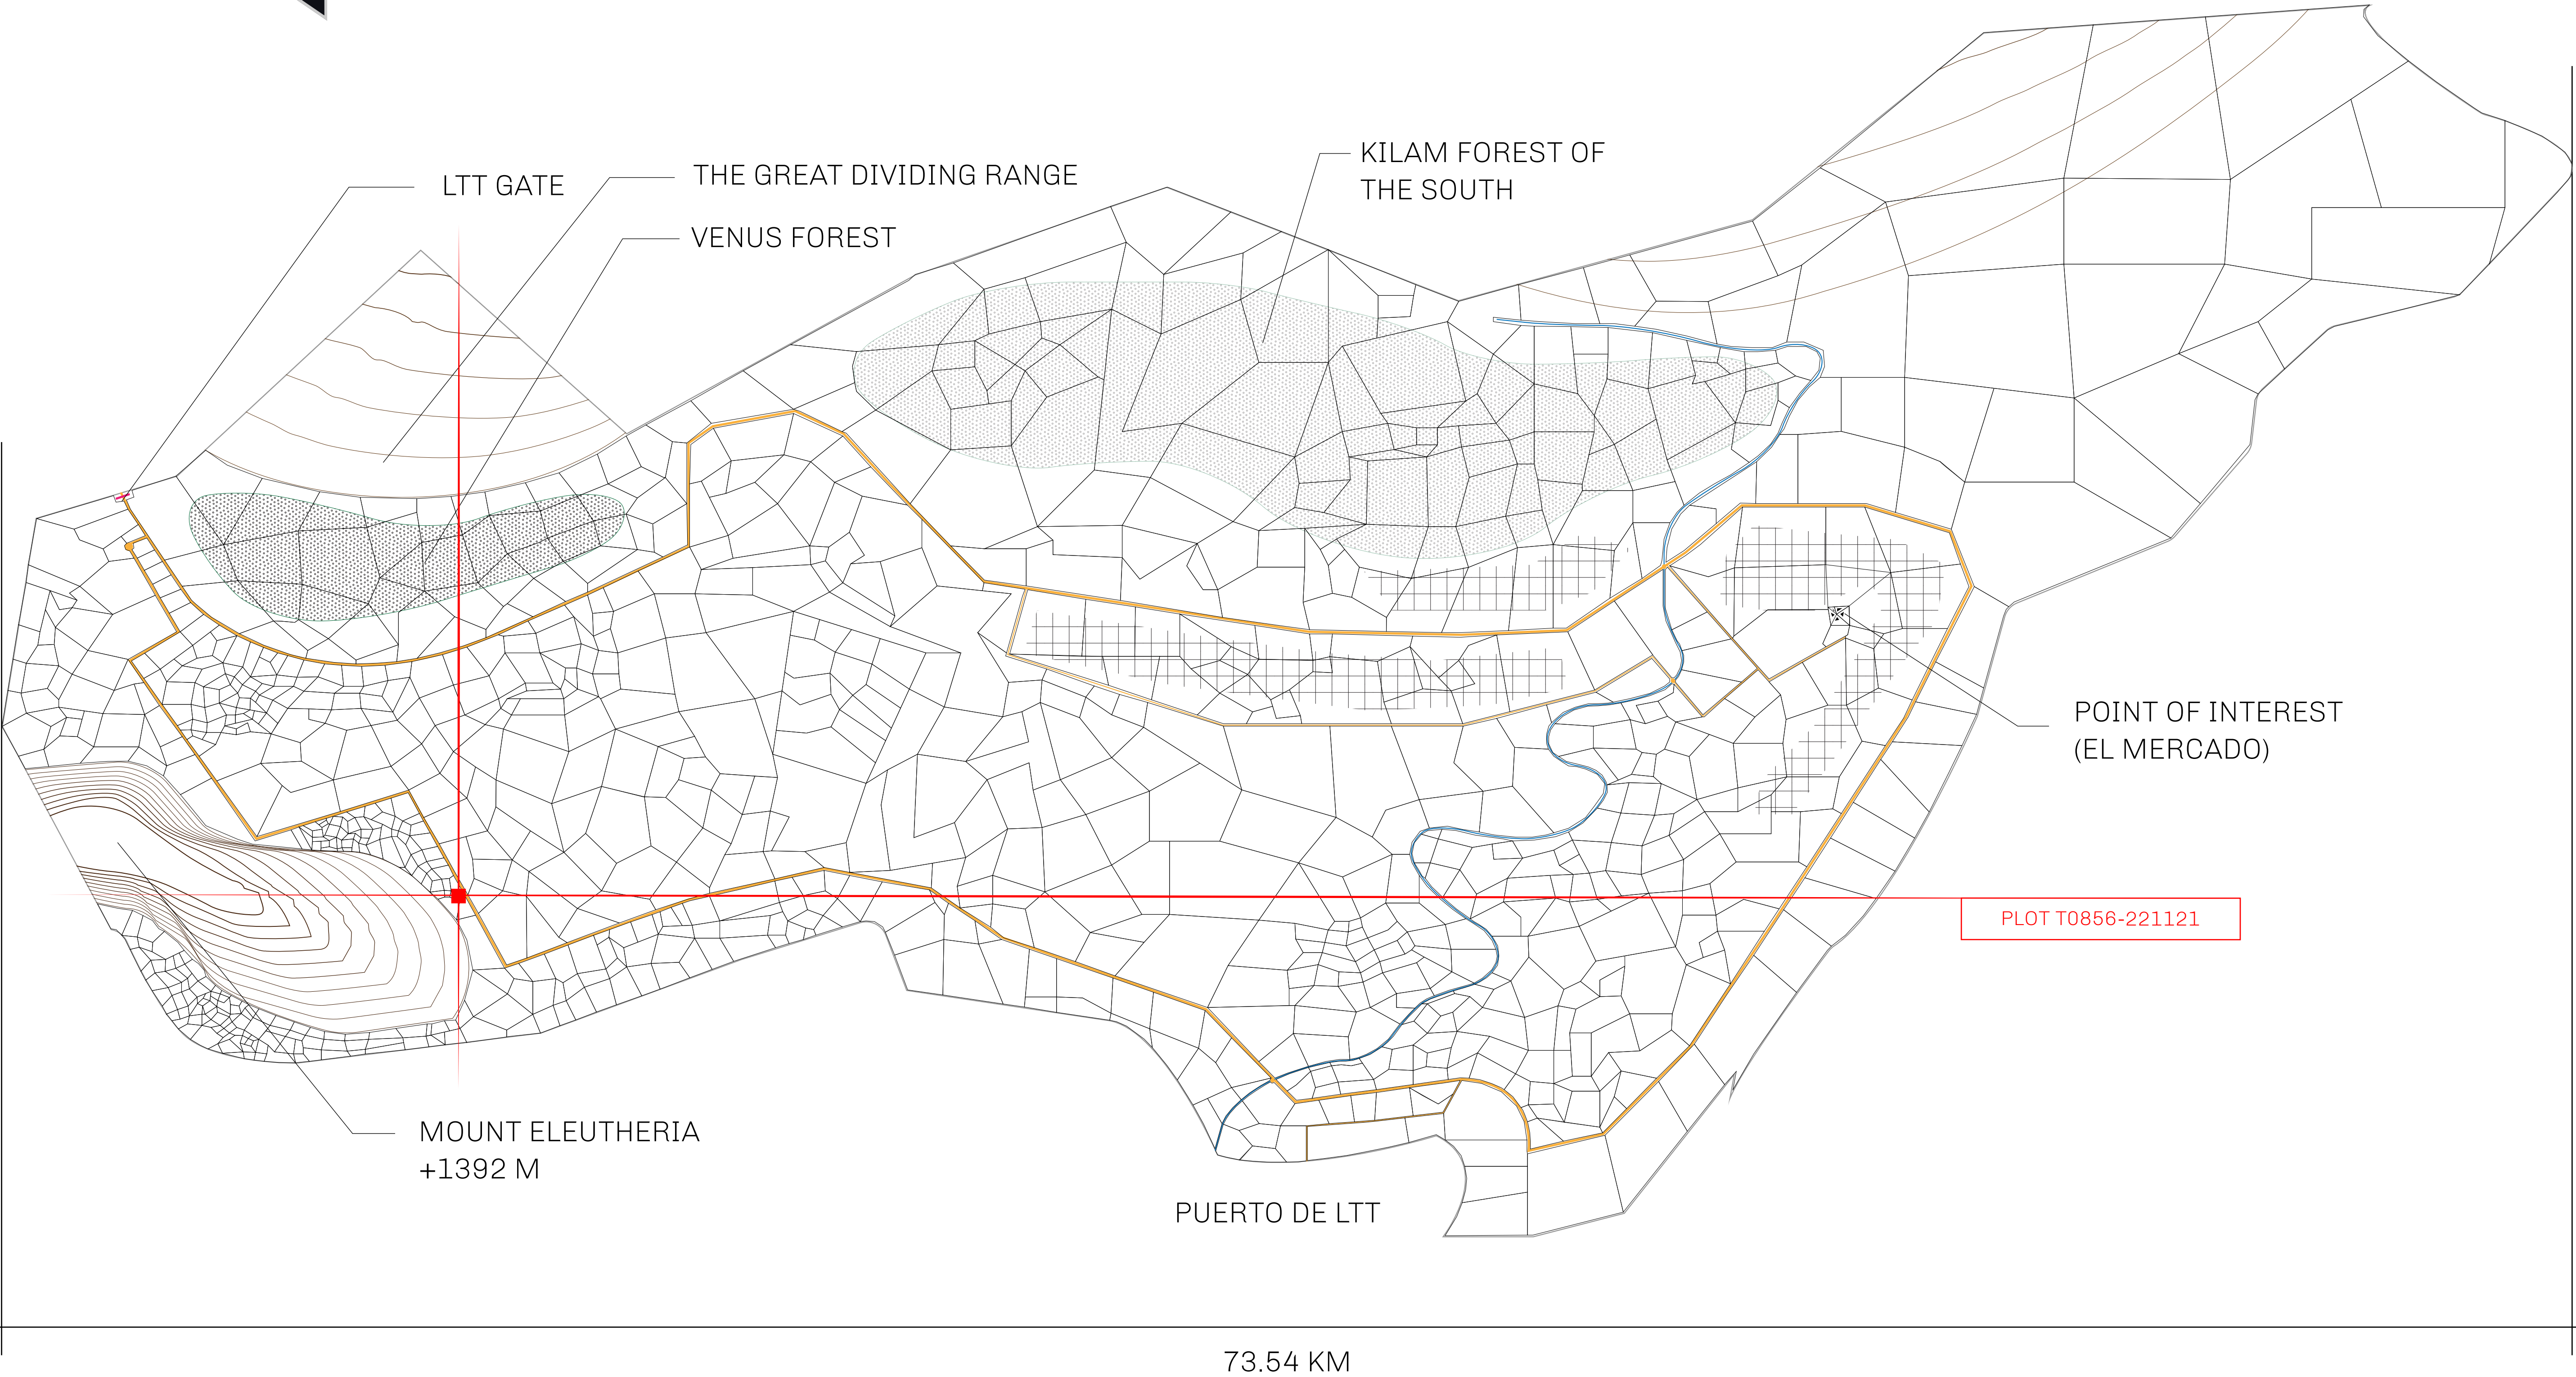 KILAM FOREST OF
THE SOUTH
LTT GATE
THE GREAT DIVIDING RANGE
VENUS FOREST
POINT OF INTEREST
(EL MERCADO)
PLOT T0856-221121
MOUNT ELEUTHERIA
+1392 M
PUERTO DE LTT
73.54 KM